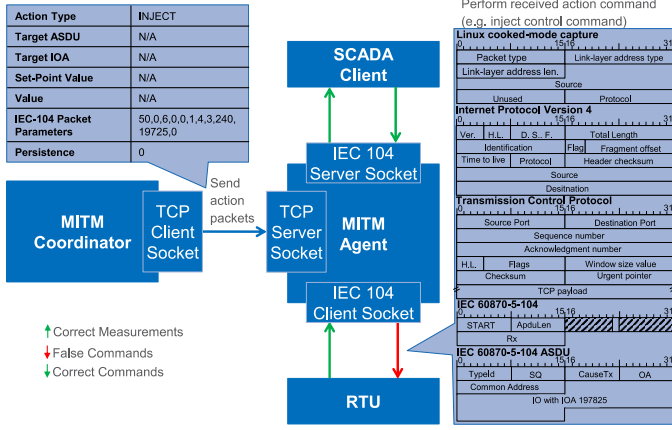 Perform received action command
(e.g. inject control command)
Action Type INJECT
Target ASDU N/A
Target IOA N/A
Set-Point Value N/A
Value N/A
IEC-104 Packet Parameters 50,0,6,0,0,1,4,3,240,
19725,0
Persistence 0
SCADA
Client
IEC 104
Server Socket
MITM
Coordinator
TCP
Client
Socket
Send
action
packets
TCP
Server
Socket
MITM
Agent
IEC 104
Client Socket
RTU
Correct Measurements
False Commands
Correct Commands
Linux cooked-mode capture
0 15 16 31
Packet type Link-layer address type
Link-layer address len.
Source
Unused Protocol
Internet Protocol Version 4
0 15 16 31
Ver. H.L. D. S.. F. Total Length
Identification Flag Fragment offset
Time to live Protocol Header checksum
Source
Desitnation
Transmission Control Protocol
0 15 16 31
Source Port Destination Port
Sequence number
Acknowledgment number
H.L. Flags Window size value
Checksum Urgent pointer
TCP payload
IEC 60870-5-104
0 15 16 31
START ApduLen
Rx
IEC 60870-5-104 ASDU
0 15 16 31
TypeId SQ CauseTx OA
Common Address
IO with IOA 197825